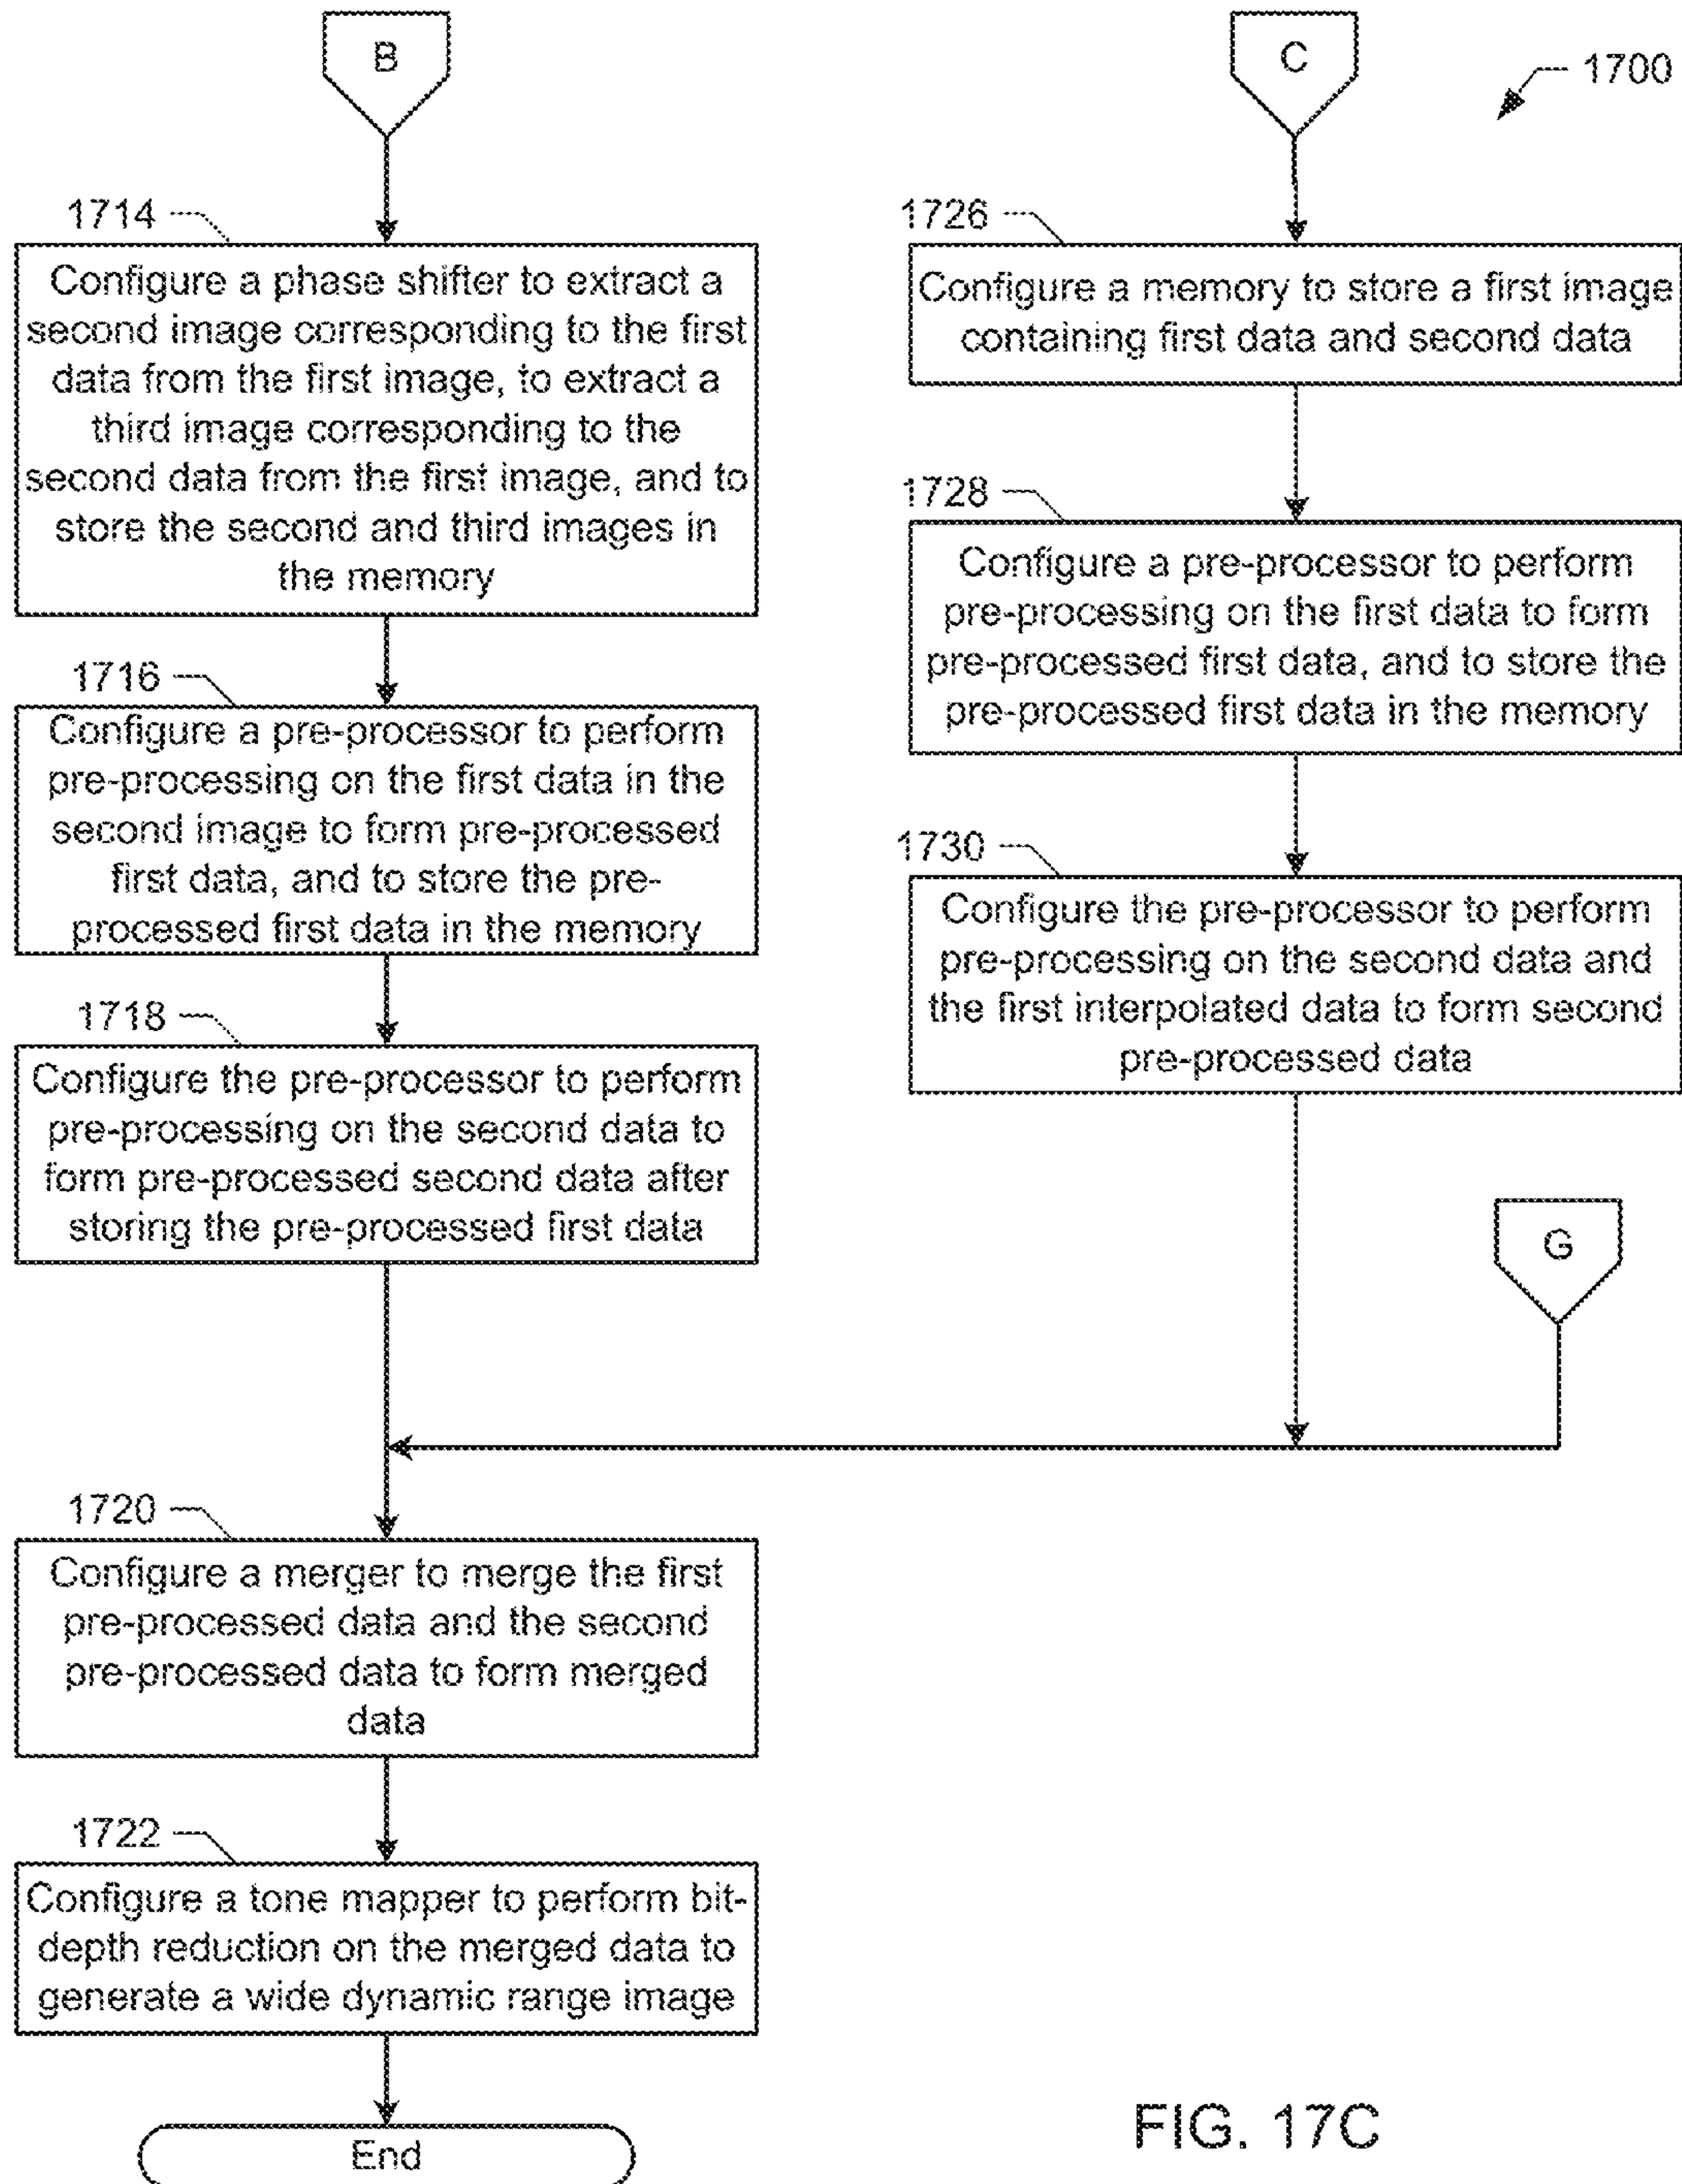 B
C
1700
1714
Configure a phase shifter to extract a
second image corresponding to the first
data from the first image, to extract a
third image corresponding to the
second data from the first image, and to
store the second and third images in
the memory
1716
Configure a pre-processor to perform
pre-processing on the first data in the
second image to form pre-processed
first data, and to store the pre-
processed first data in the memory
1718
Configure the pre-processor to perform
pre-processing on the second data to
form pre-processed second data after
storing the pre-processed first data
1726
Configure a memory to store a first image
containing first data and second data
1728
Configure a pre-processor to perform
pre-processing on the first data to form
pre-processed first data, and to store the
pre-processed first data in the memory
1730
Configure the pre-processor to perform
pre-processing on the second data and
the first interpolated data to form second
pre-processed data
G
1720
Configure a merger to merge the first
pre-processed data and the second
pre-processed data to form merged
data
1722
Configure a tone mapper to perform bit-
depth reduction on the merged data to
generate a wide dynamic range image
End
FIG. 17C